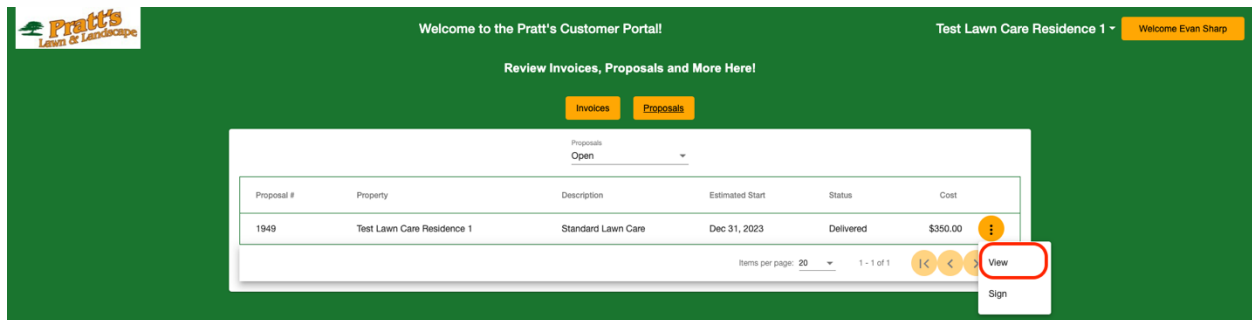 Pratt's
Lawn & Landscape
Welcome to the Pratt's Customer Portal!
Test Lawn Care Residence 1
Welcome Evan Sharp
Review Invoices, Proposals and More Here!
Invoices
Proposals
Proposals
Open
Proposal # Property Description Estimated Start Status Cost
1949 Test Lawn Care Residence 1 Standard Lawn Care Dec 31, 2023 Delivered $350.00
Items per page: 20 1 - 1 of 1
View
Sign